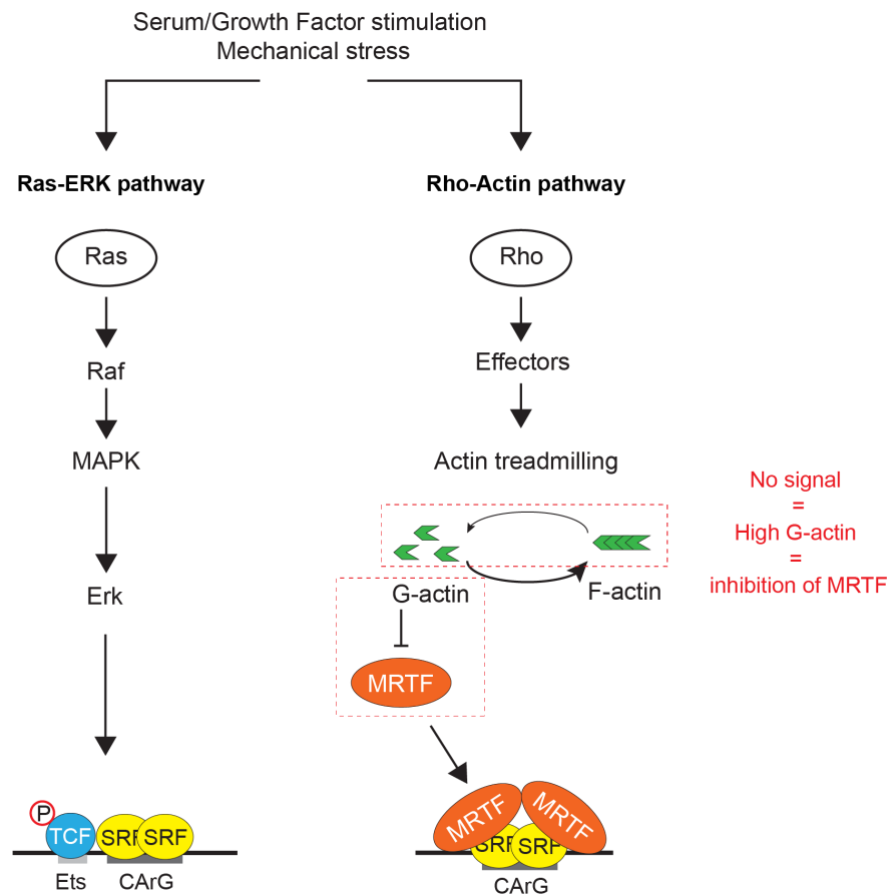 Serum/Growth Factor stimulation
Mechanical stress
Ras-ERK pathway
Rho-Actin pathway
Ras
Rho
Raf
Effectors
MAPK
Actin treadmilling
No signal
=
High G-actin
=
inhibition of MRTF
Erk
G-actin
F-actin
MRTF
P
TCF
SRF
SRF
Ets
CArG
MRTF
MRTF
SRF
SRF
CArG